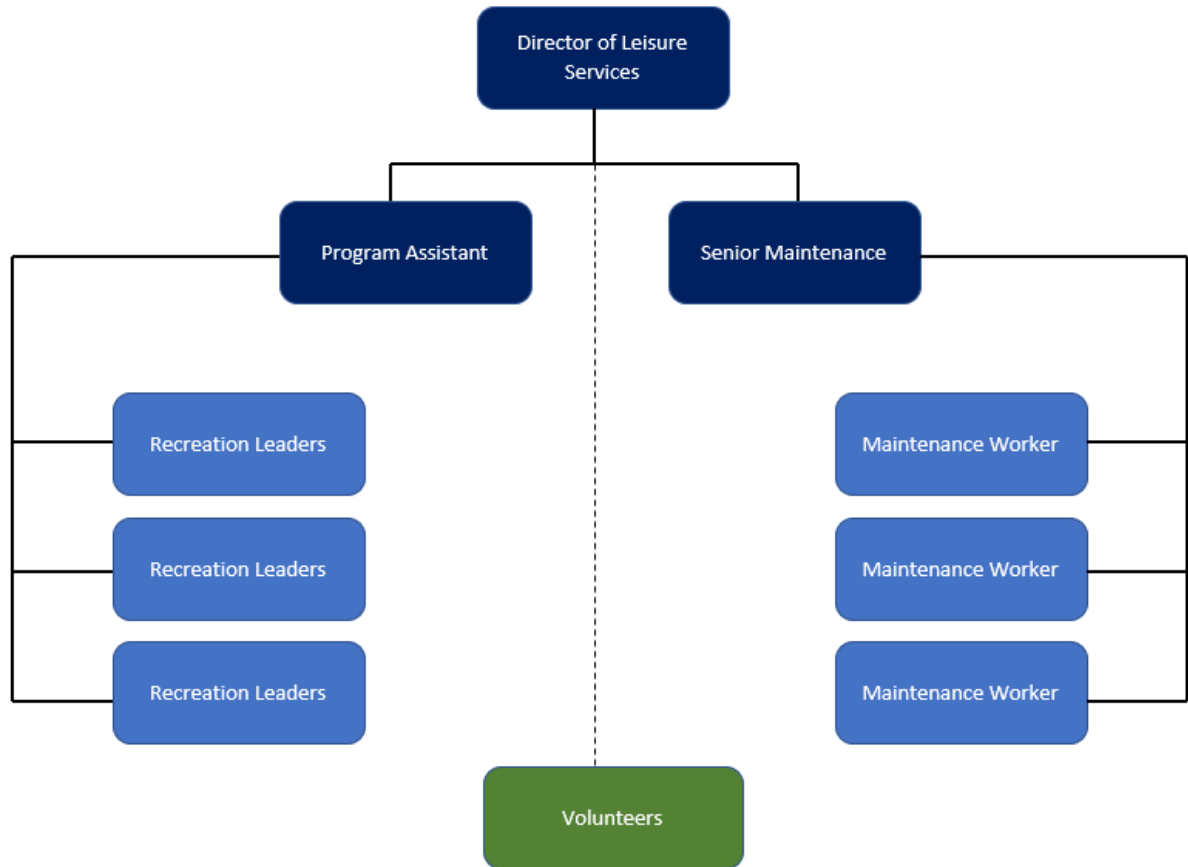 Director of Leisure
Services
Program Assistant
Senior Maintenance
Recreation Leaders
Maintenance Worker
Recreation Leaders
Maintenance Worker
Recreation Leaders
Maintenance Worker
Volunteers